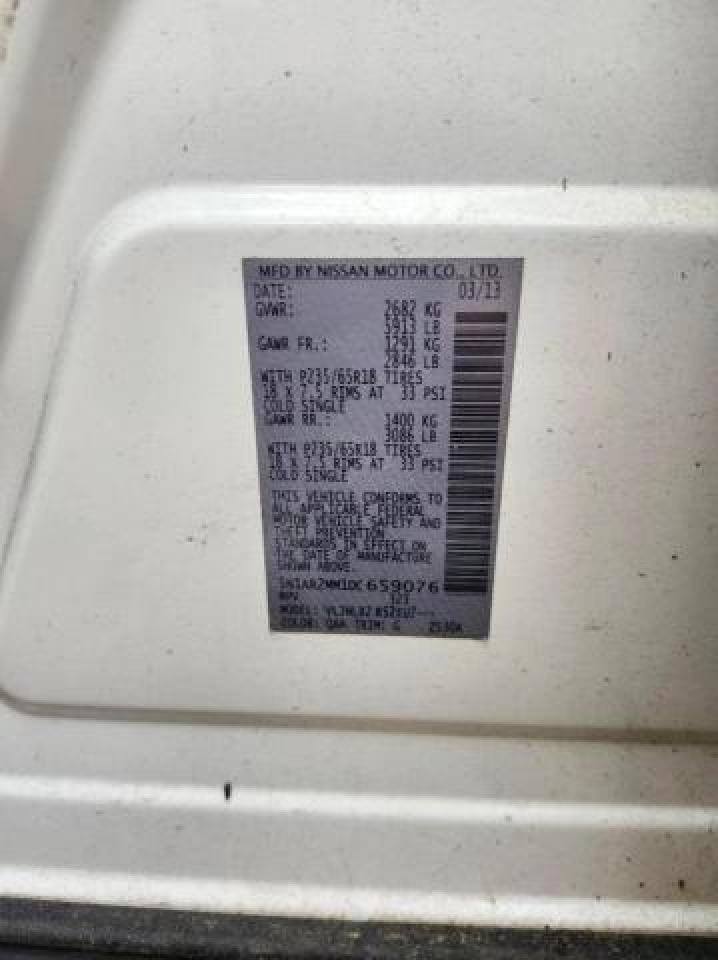 MFD BY NISSAN MOTOR CO., LTD.
DATE: 03/13
GVWR: 2682 KG
5913 LB
GAWR FR.: 1291 KG
2846 LB
WITH P235/65R18 TIRES
18 X 7.5 RIMS AT 33 PSI
COLD SINGLE
GAWR RR.: 1400 KG
3086 LB
WITH P235/65R18 TIRES
18 X 7.5 RIMS AT 33 PSI
COLD SINGLE
THIS VEHICLE CONFORMS TO
ALL APPLICABLE FEDERAL
MOTOR VEHICLE SAFETY AND
THEFT PREVENTION
STANDARDS IN EFFECT ON
THE DATE OF MANUFACTURE
SHOWN ABOVE.
5N1AR2MM1DC659076
MPV
MODEL:
COLOR: QAA TRIM: G